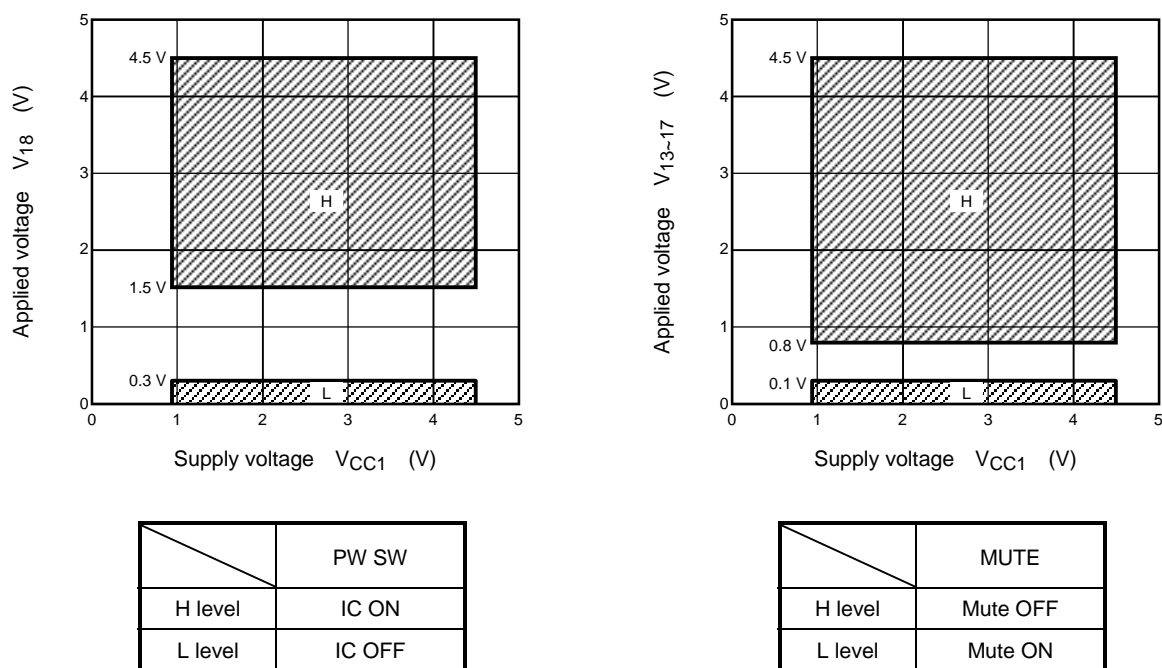 5
4.5 V
4
3
2
1.5 V
1
0.3 V
0
H
L
0 1 2 3 4 5
Applied voltage V18 (V)
Supply voltage VCC1 (V)
5
4.5 V
4
3
2
1
0.8 V
0.1 V
0
H
L
0 1 2 3 4 5
Applied voltage V13~17 (V)
Supply voltage VCC1 (V)
PW SW
H level IC ON
L level IC OFF
MUTE
H level Mute OFF
L level Mute ON